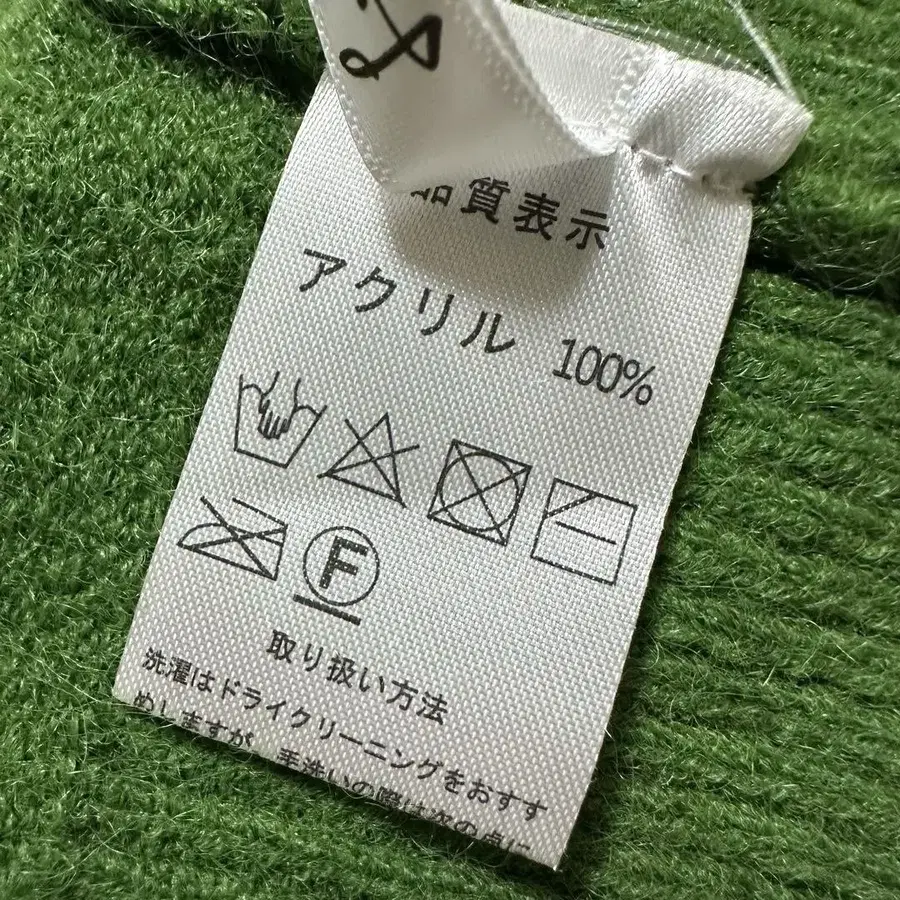 品質表示
アクリル 100%
F
取り扱い方法
洗濯はドライクリーニングをおすす
めしますが、手洗いの際は次の点に